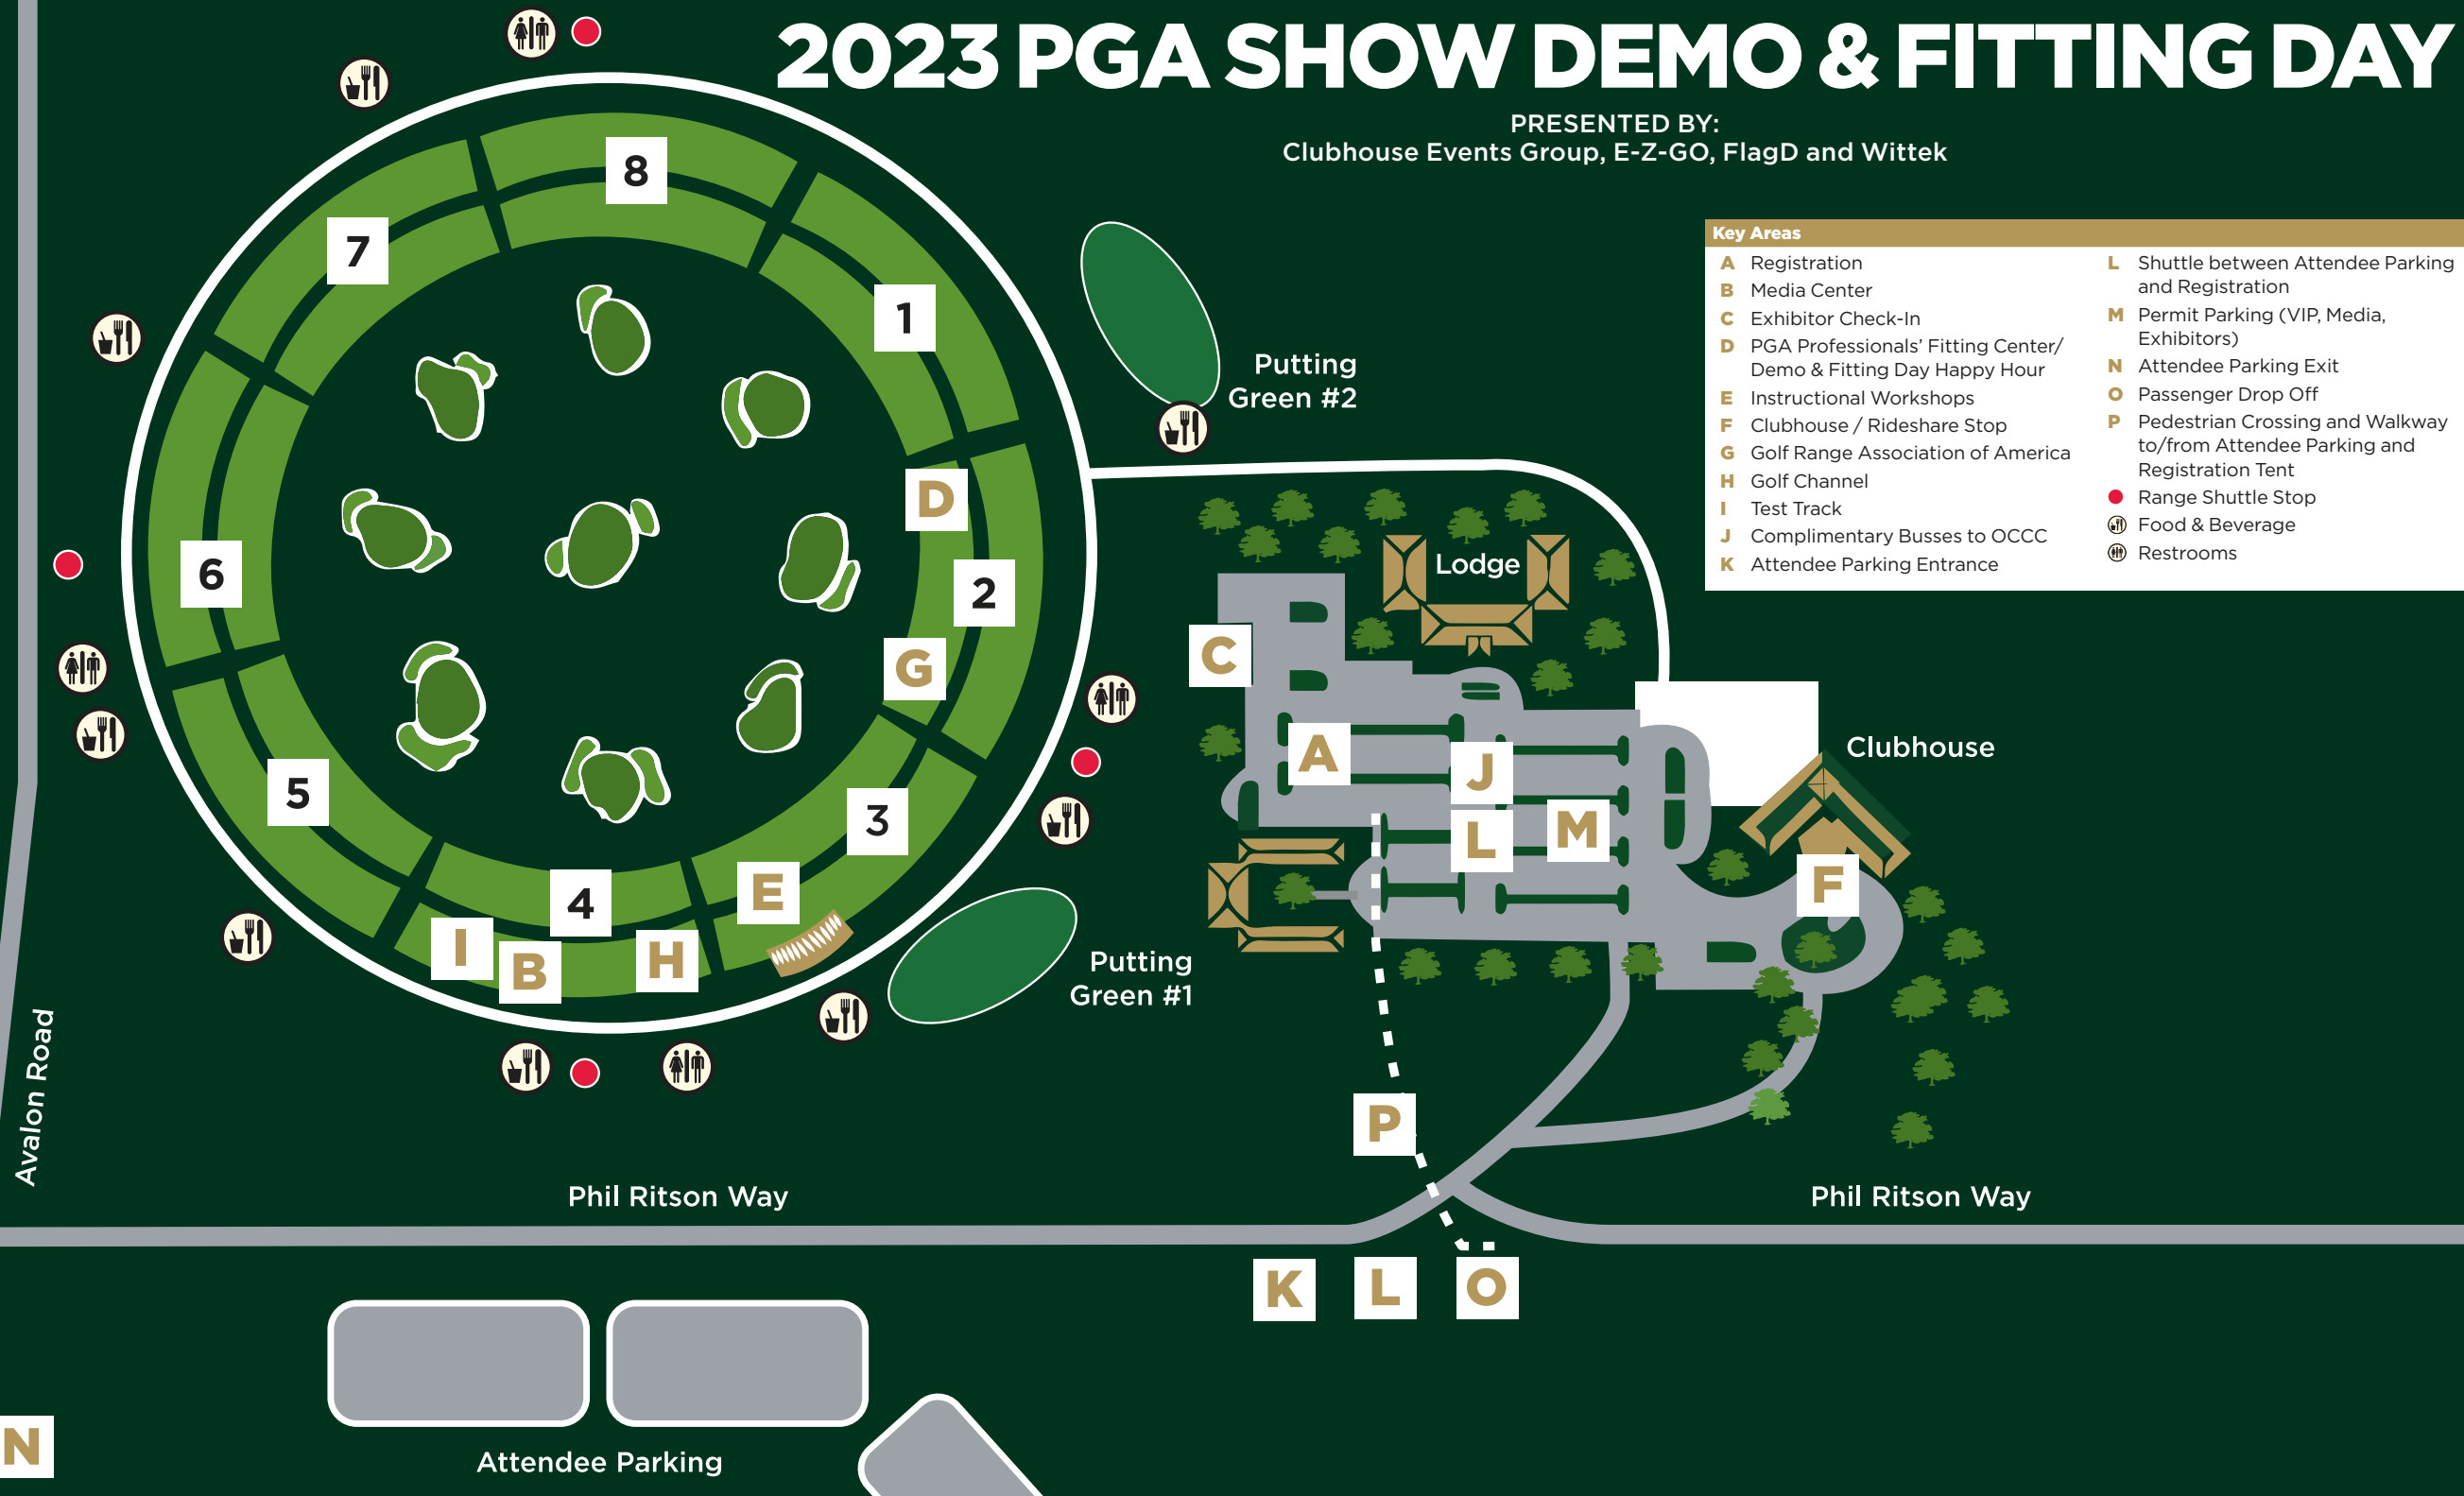 2023 PGA SHOW DEMO & FITTING DAY
PRESENTED BY:
Clubhouse Events Group, E-Z-GO, FlagD and Wittek
Key Areas
A Registration
B Media Center
C Exhibitor Check-In
D PGA Professionals’ Fitting Center/
Demo & Fitting Day Happy Hour
E Instructional Workshops
F Clubhouse / Rideshare Stop
G Golf Range Association of America
H Golf Channel
I Test Track
J Complimentary Busses to OCCC
K Attendee Parking Entrance
L Shuttle between Attendee Parking
and Registration
M Permit Parking (VIP, Media,
Exhibitors)
N Attendee Parking Exit
O Passenger Drop Off
P Pedestrian Crossing and Walkway
to/from Attendee Parking and
Registration Tent
Range Shuttle Stop
Food & Beverage
Restrooms
8
7
1
D
6
2
G
5
3
4
E
I
B
H
Putting
Green #2
Lodge
C
A
J
Clubhouse
L
M
F
Putting
Green #1
Avalon Road
P
Phil Ritson Way
Phil Ritson Way
K
L
O
N
Attendee Parking